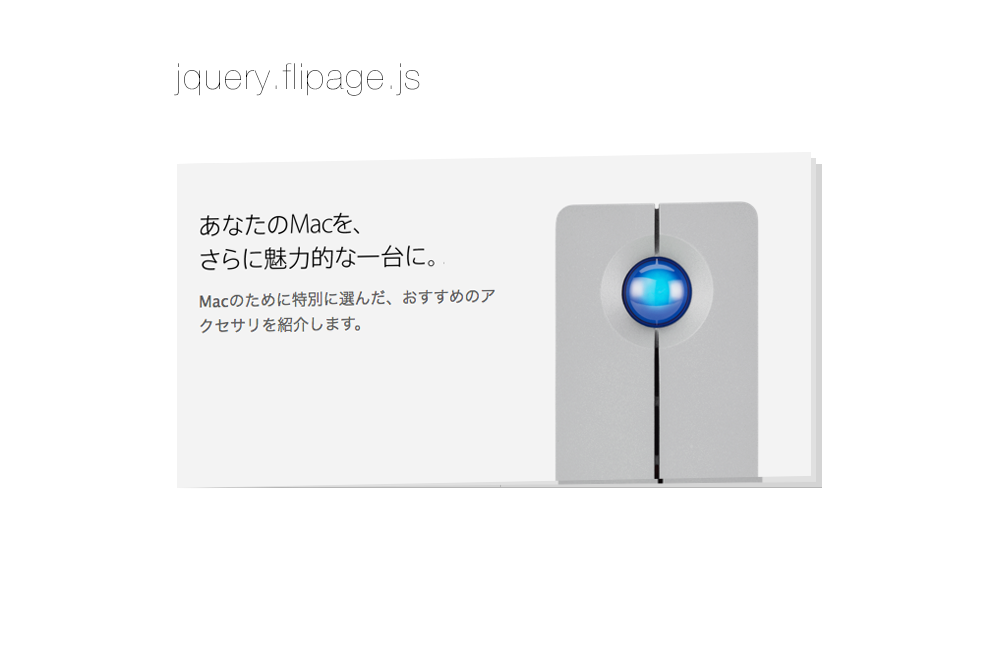 jquery.flipage.js
あなたのMacを、
さらに魅力的な一台に。
Macのために特別に選んだ、おすすめのア
クセサリを紹介します。